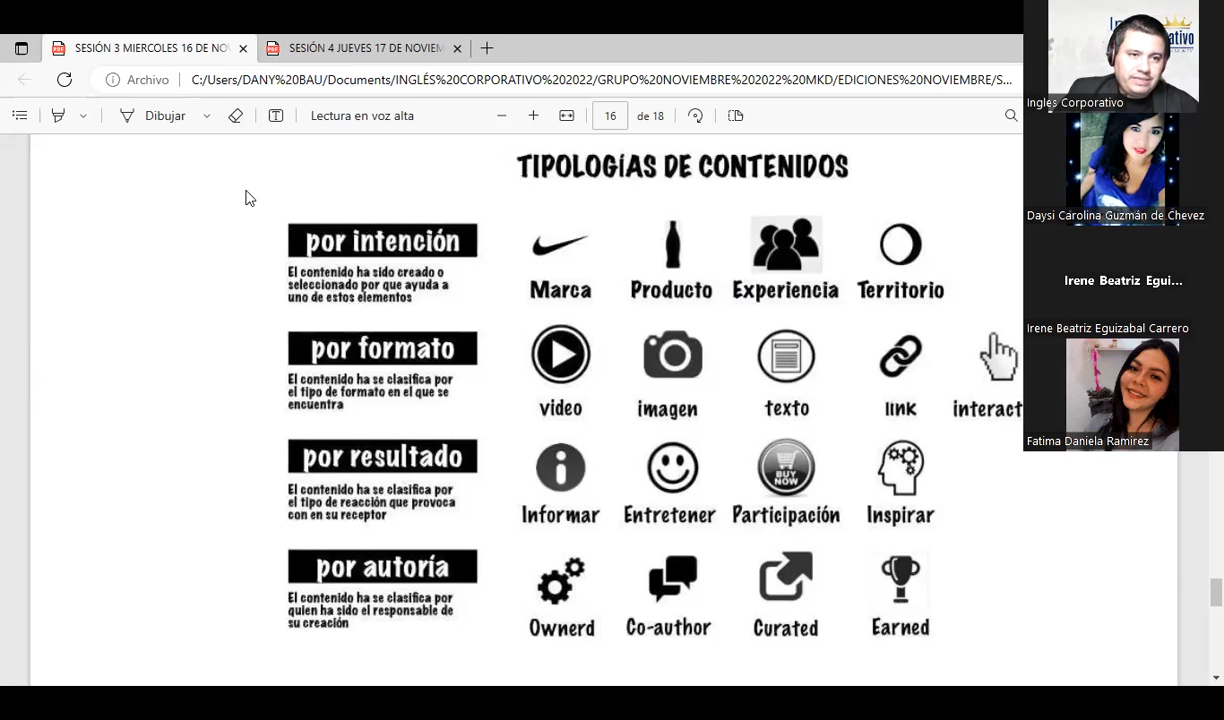 SESIÓN 3 MIERCOLES 16 DE NOV
SESIÓN 4 JUEVES 17 DE NOVIEM
Archivo
C:/Users/DANY%20BAU/Documents/INGLÉS%20CORPORATIVO%202022/GRUPO%20NOVIEMBRE%202022%20MKD/EDICIONES%20NOVIEMBRE/S...
Dibujar
Lectura en voz alta
16
de 18
TIPOLOGíAS DE CONTENIDOS
por intención
El contenido ha sido creado o
seleccionado por que ayuda a
uno de estos elementos
Marca
Producto
Experiencia
Territorio
por formato
El contenido ha se clasifica por
el tipo de formato en el que se
encuentra
video
imagen
texto
link
interact
por resultado
El contenido ha se clasifica por
el tipo de reacción que provoca
con en su receptor
Informar
Entretener
BUY
NOW
Participación
Inspirar
por autoría
El contenido ha se clasifica por
quien ha sido el responsable de
su creación
Ownerd
Co-author
Curated
Earned
Inglés Corporativo
Daysi Carolina Guzmán de Chevez
Irene Beatriz Egui...
Irene Beatriz Eguizabal Carrero
Fatima Daniela Ramirez